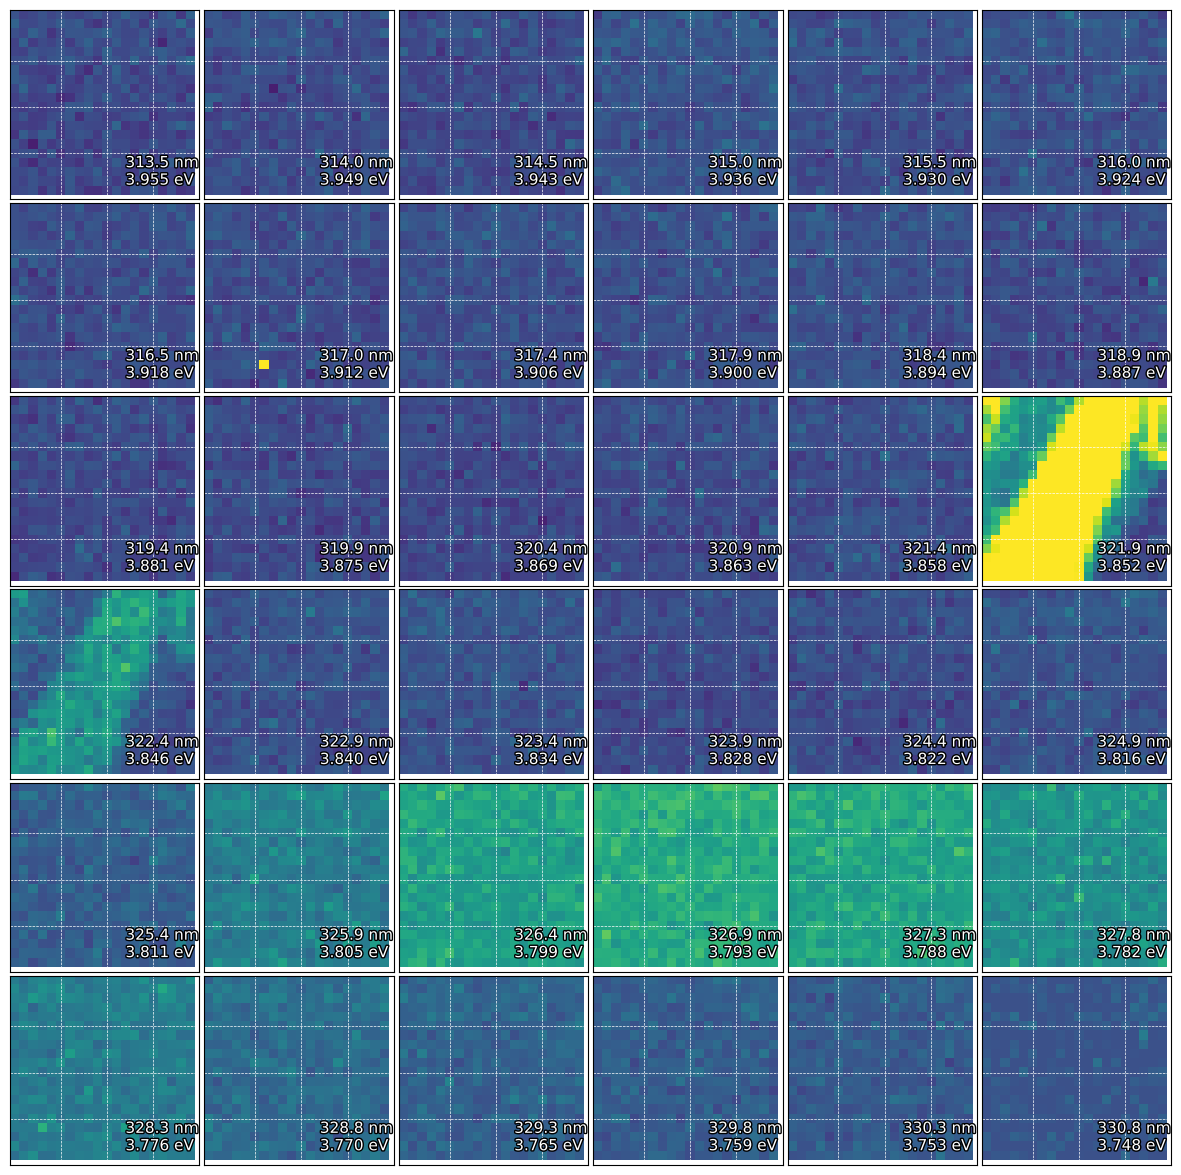 313.5 nm
3.955 eV
314.0 nm
3.949 eV
314.5 nm
3.943 eV
315.0 nm
3.936 eV
315.5 nm
3.930 eV
316.0 nm
3.924 eV
316.5 nm
3.918 eV
317.0 nm
3.912 eV
317.4 nm
3.906 eV
317.9 nm
3.900 eV
318.4 nm
3.894 eV
318.9 nm
3.887 eV
319.4 nm
3.881 eV
319.9 nm
3.875 eV
320.4 nm
3.869 eV
320.9 nm
3.863 eV
321.4 nm
3.858 eV
321.9 nm
3.852 eV
322.4 nm
3.846 eV
322.9 nm
3.840 eV
323.4 nm
3.834 eV
323.9 nm
3.828 eV
324.4 nm
3.822 eV
324.9 nm
3.816 eV
325.4 nm
3.811 eV
325.9 nm
3.805 eV
326.4 nm
3.799 eV
326.9 nm
3.793 eV
327.3 nm
3.788 eV
327.8 nm
3.782 eV
328.3 nm
3.776 eV
328.8 nm
3.770 eV
329.3 nm
3.765 eV
329.8 nm
3.759 eV
330.3 nm
3.753 eV
330.8 nm
3.748 eV